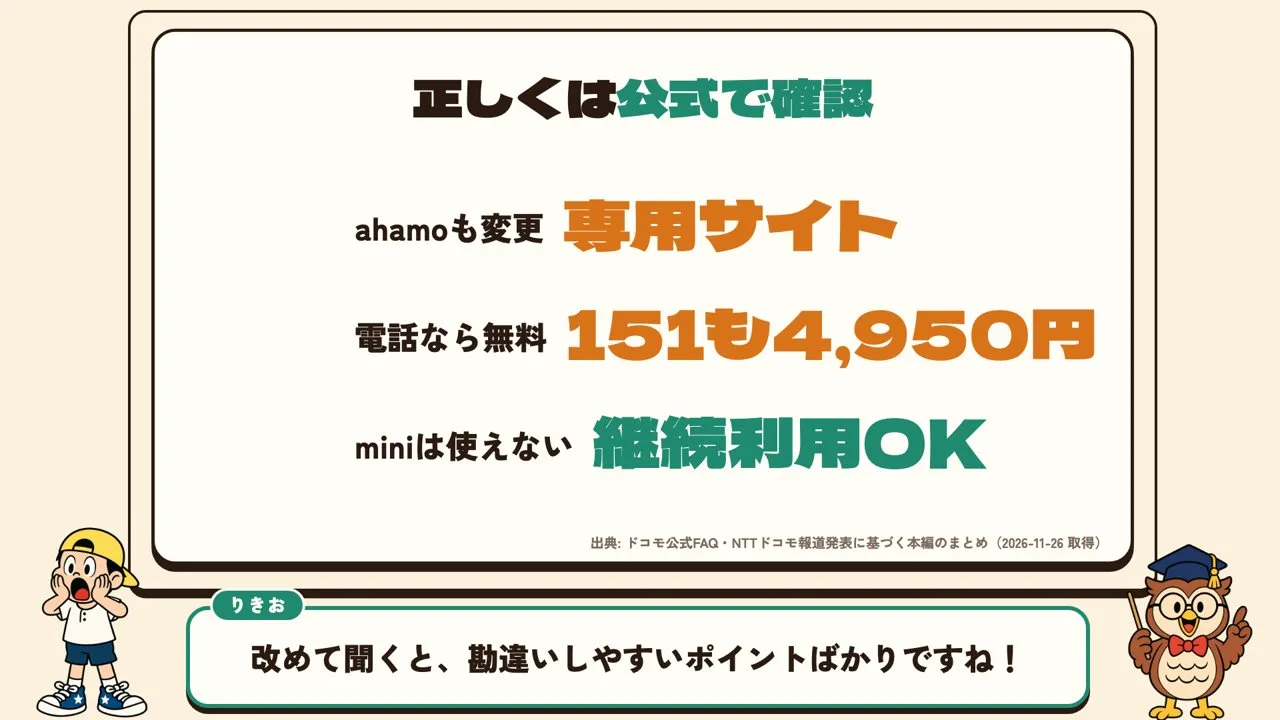 正しくは公式で確認
ahamoも変更 専用サイト
電話なら無料 151も4,950円
miniは使えない 継続利用OK
出典: ドコモ公式FAQ・NTTドコモ報道発表に基づく本編のまとめ（2026-11-26 取得）
りきお
改めて聞くと、勘違いしやすいポイントばかりですね！